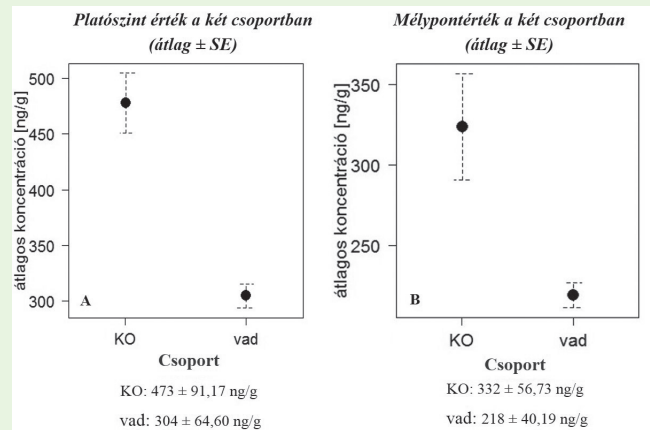 Platószint érték a két csoportban
(átlag ± SE)
átlagos koncentráció [ng/g]
500
450
400
350
300
A
KO
vad
Csoport
KO: 473 ± 91,17 ng/g
vad: 304 ± 64,60 ng/g
Mélypontérték a két csoportban
(átlag ± SE)
átlagos koncentráció [ng/g]
350
300
250
B
KO
vad
Csoport
KO: 332 ± 56,73 ng/g
vad: 218 ± 40,19 ng/g